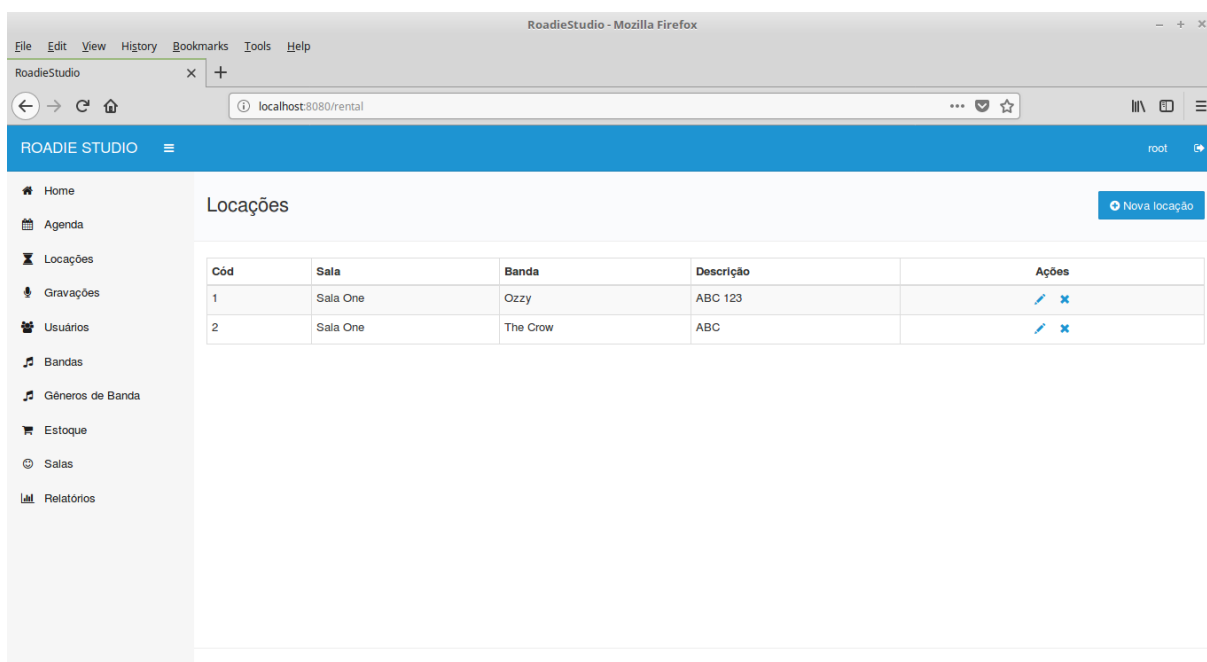 RoadieStudio - Mozilla Firefox
File Edit View History Bookmarks Tools Help
RoadieStudio
localhost:8080/rental
ROADIE STUDIO
root
Home
Agenda
Locações
Gravações
Usuários
Bandas
Gêneros de Banda
Estoque
Salas
Relatórios
Locações
Nova locação
Cód Sala Banda Descrição Ações
1 Sala One Ozzy ABC 123
2 Sala One The Crow ABC